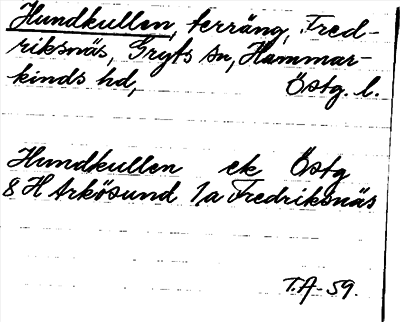 Hundkullen, terräng, Fred-
riksnäs, Gryts sn, Hammar-
kinds hd, Östg. l.
Hundkullen ek Östg
8 H Arkösund 1a Fredriksnäs
T.A-59.